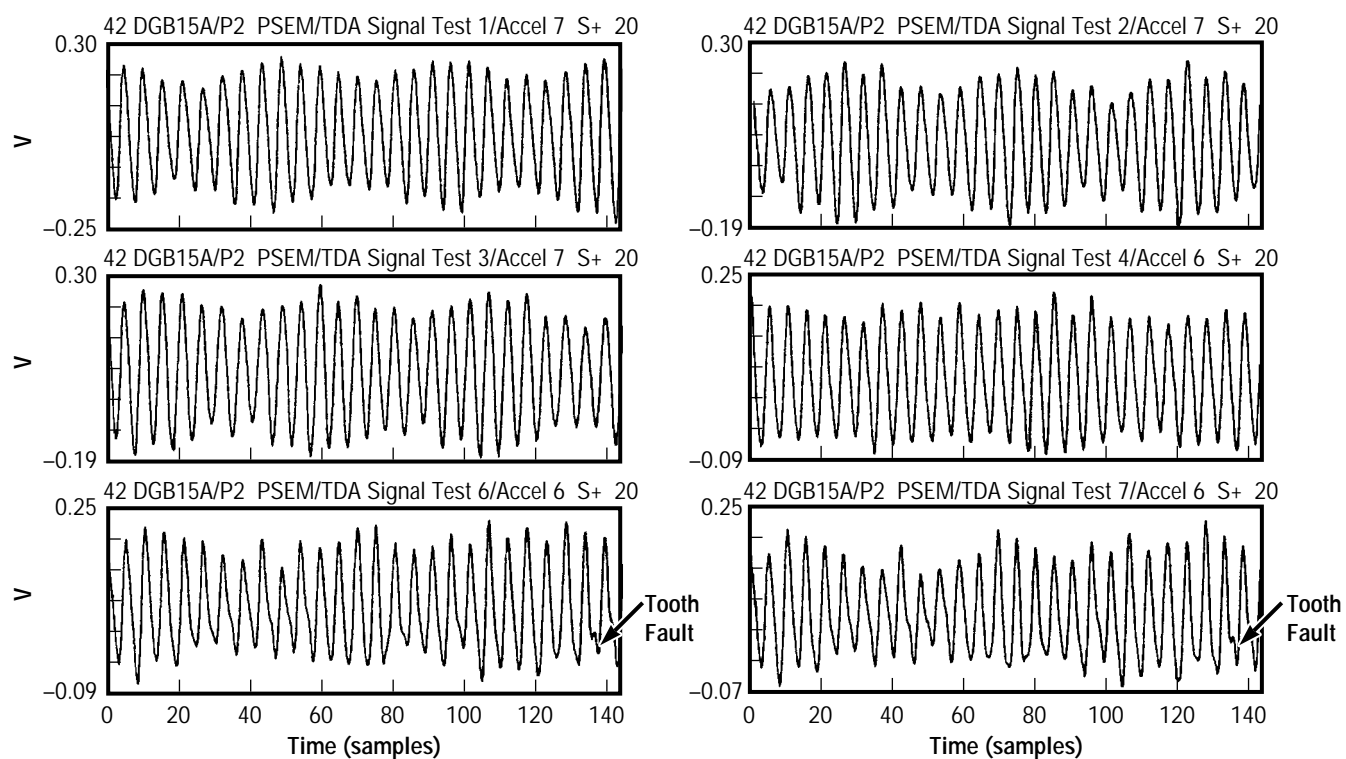 42 DGB15A/P2 PSEM/TDA Signal Test 1/Accel 7 S+ 20
0.30
V
–0.25
42 DGB15A/P2 PSEM/TDA Signal Test 2/Accel 7 S+ 20
0.30
–0.19
42 DGB15A/P2 PSEM/TDA Signal Test 3/Accel 7 S+ 20
0.30
V
–0.19
42 DGB15A/P2 PSEM/TDA Signal Test 4/Accel 6 S+ 20
0.25
–0.09
42 DGB15A/P2 PSEM/TDA Signal Test 6/Accel 6 S+ 20
0.25
V
Tooth
Fault
–0.09
0 20 40 60 80 100 120 140
Time (samples)
42 DGB15A/P2 PSEM/TDA Signal Test 7/Accel 6 S+ 20
0.25
Tooth
Fault
–0.07
0 20 40 60 80 100 120 140
Time (samples)